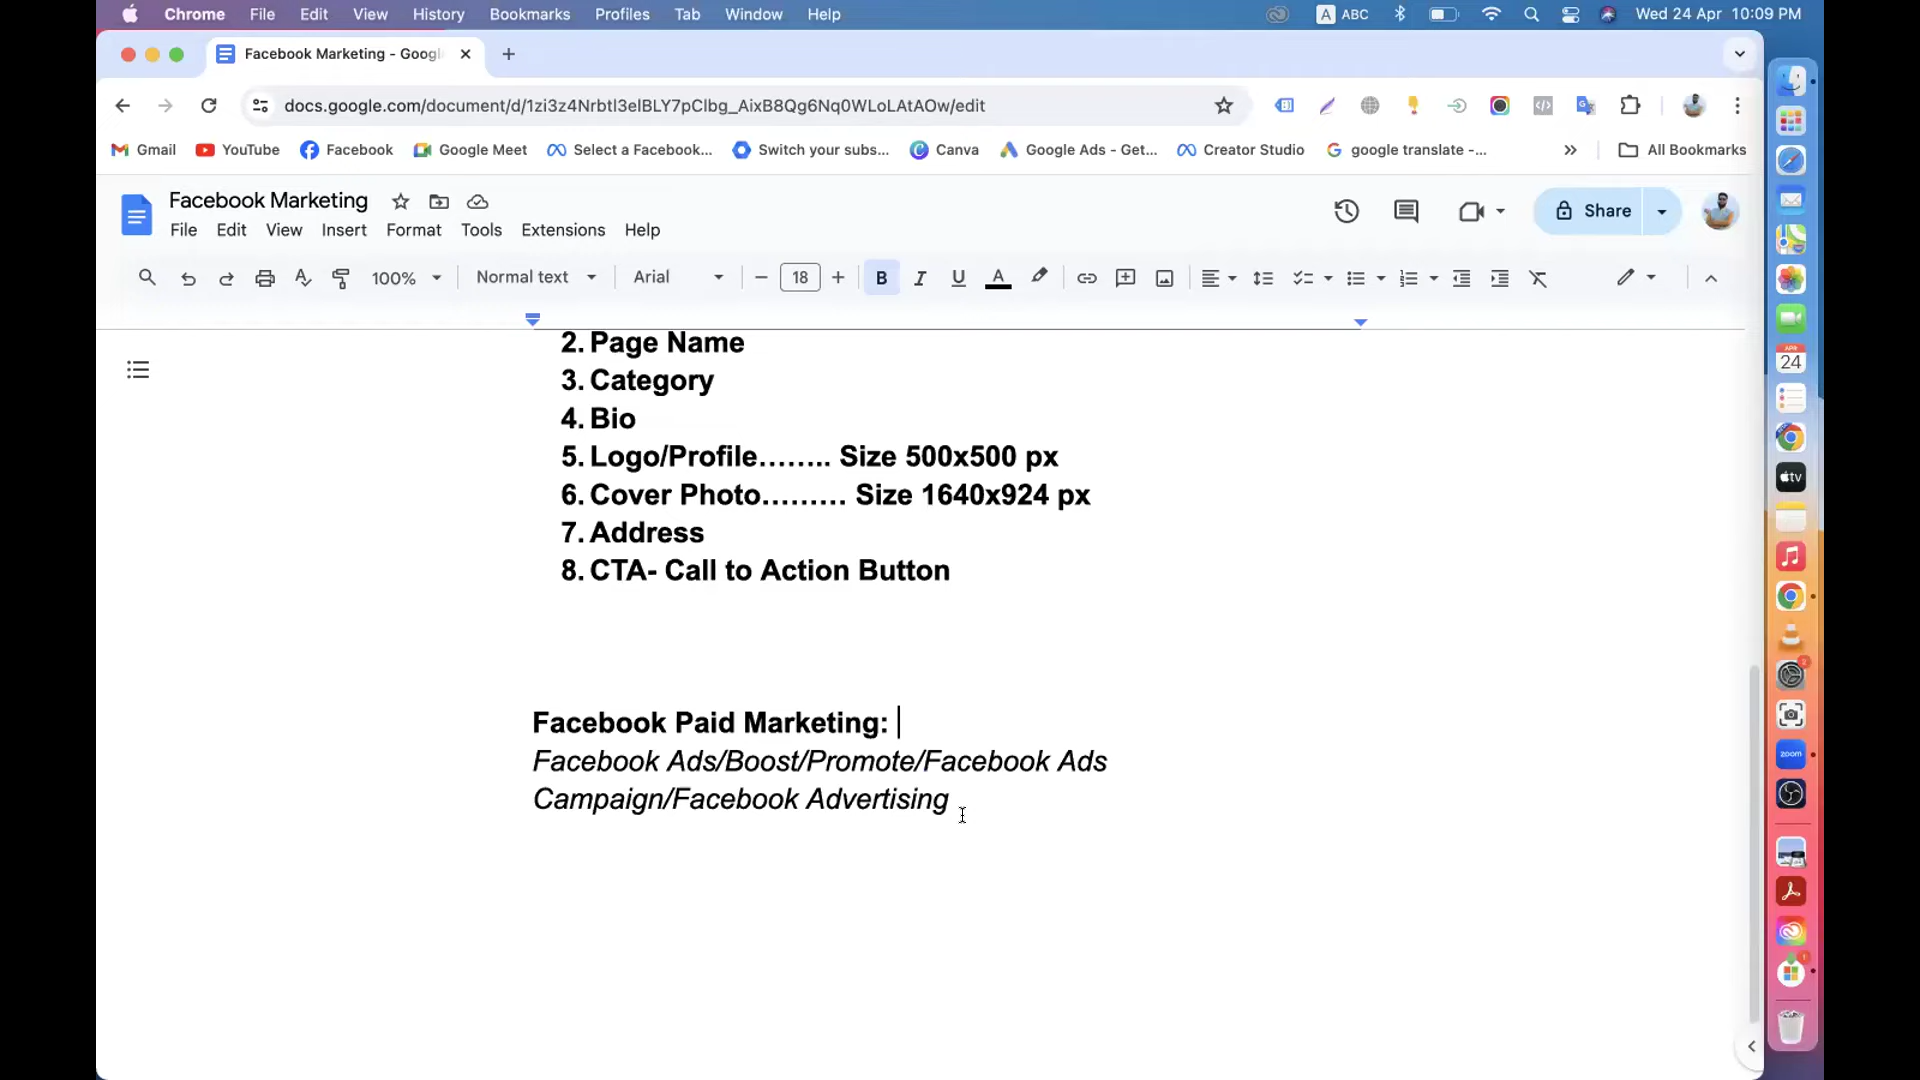 Chrome File Edit View History Bookmarks Profiles Tab Window Help A ABC Wed 24 Apr 10:09 PM
Facebook Marketing - Googl
docs.google.com/document/d/1zi3z4Nrbtl3elBLY7pClbg_AixB8Qg6Nq0WLoLAtAOw/edit
Gmail YouTube Facebook Google Meet Select a Facebook... Switch your subs... Canva Google Ads - Get... Creator Studio google translate -... All Bookmarks
Facebook Marketing
Share
File Edit View Insert Format Tools Extensions Help
100% Normal text Arial 18 B I U A
2. Page Name
3. Category
4. Bio
5. Logo/Profile…….. Size 500x500 px
6. Cover Photo……… Size 1640x924 px
7. Address
8. CTA- Call to Action Button
Facebook Paid Marketing:
Facebook Ads/Boost/Promote/Facebook Ads
Campaign/Facebook Advertising
APR
24
tv
zoom